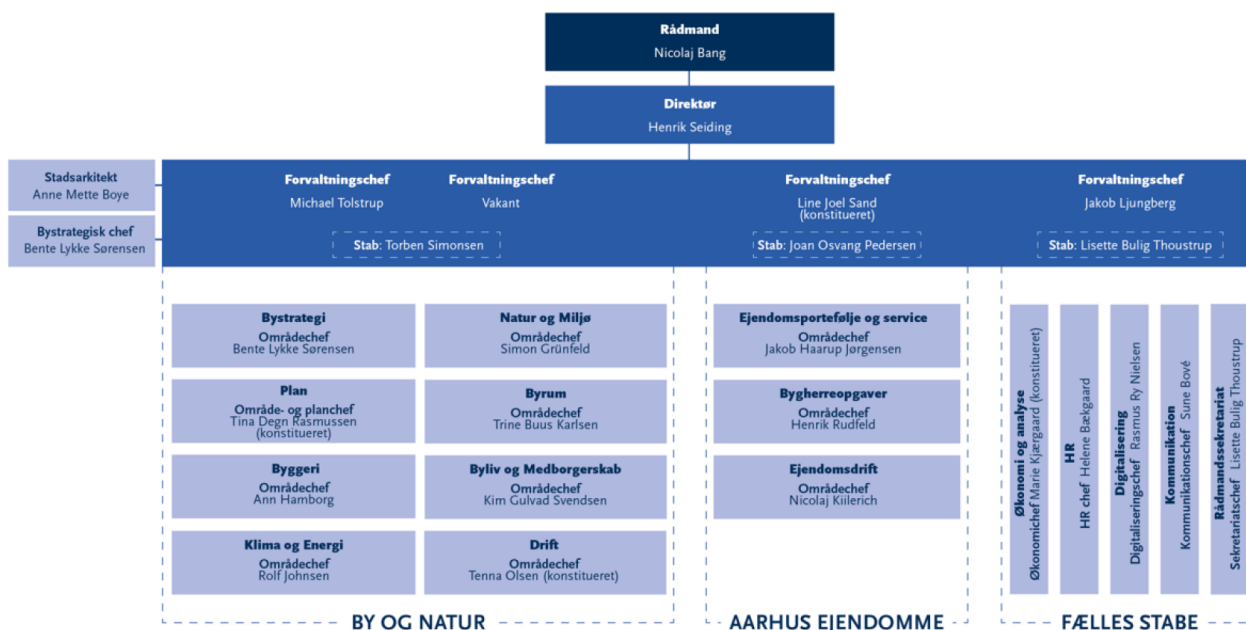 Rådmand
Nicolaj Bang
Direktør
Henrik Seiding
Stadsarkitekt
Anne Mette Boye
Bystrategisk chef
Bente Lykke Sørensen
Forvaltningschef
Michael Tolstrup
Forvaltningschef
Vakant
Stab: Torben Simonsen
Forvaltningschef
Line Joel Sand
(konstitueret)
Stab: Joan Osvang Pedersen
Forvaltningschef
Jakob Ljungberg
Stab: Lisette Bulig Thoustrup
Bystrategi
Områdechef
Bente Lykke Sørensen
Plan
Område- og planchef
Tina Degn Rasmussen
(konstitueret)
Byggeri
Områdechef
Ann Hamborg
Klima og Energi
Områdechef
Rolf Johnsen
Natur og Miljø
Områdechef
Simon Grünfeld
Byrum
Områdechef
Trine Buus Karlsen
Byliv og Medborgerskab
Områdechef
Kim Gulvad Svendsen
Drift
Områdechef
Tenna Olsen (konstitueret)
BY OG NATUR
Ejendomsportefølje og service
Områdechef
Jakob Haarup Jørgensen
Bygherreopgaver
Områdechef
Henrik Rudfeld
Ejendomsdrift
Områdechef
Nicolaj Kiilerich
AARHUS EJENDOMME
Økonomi og analyse
Økonomichef Marie Kjærgaard (konstitueret)
HR
HR chef Helene Bækgaard
Digitalisering
Digitaliseringschef Rasmus Ry Nielsen
Kommunikation
Kommunikationschef Sune Bové
Rådmandssekretariat
Sekretariatschef Lisette Bulig Thoustrup
FÆLLES STABE